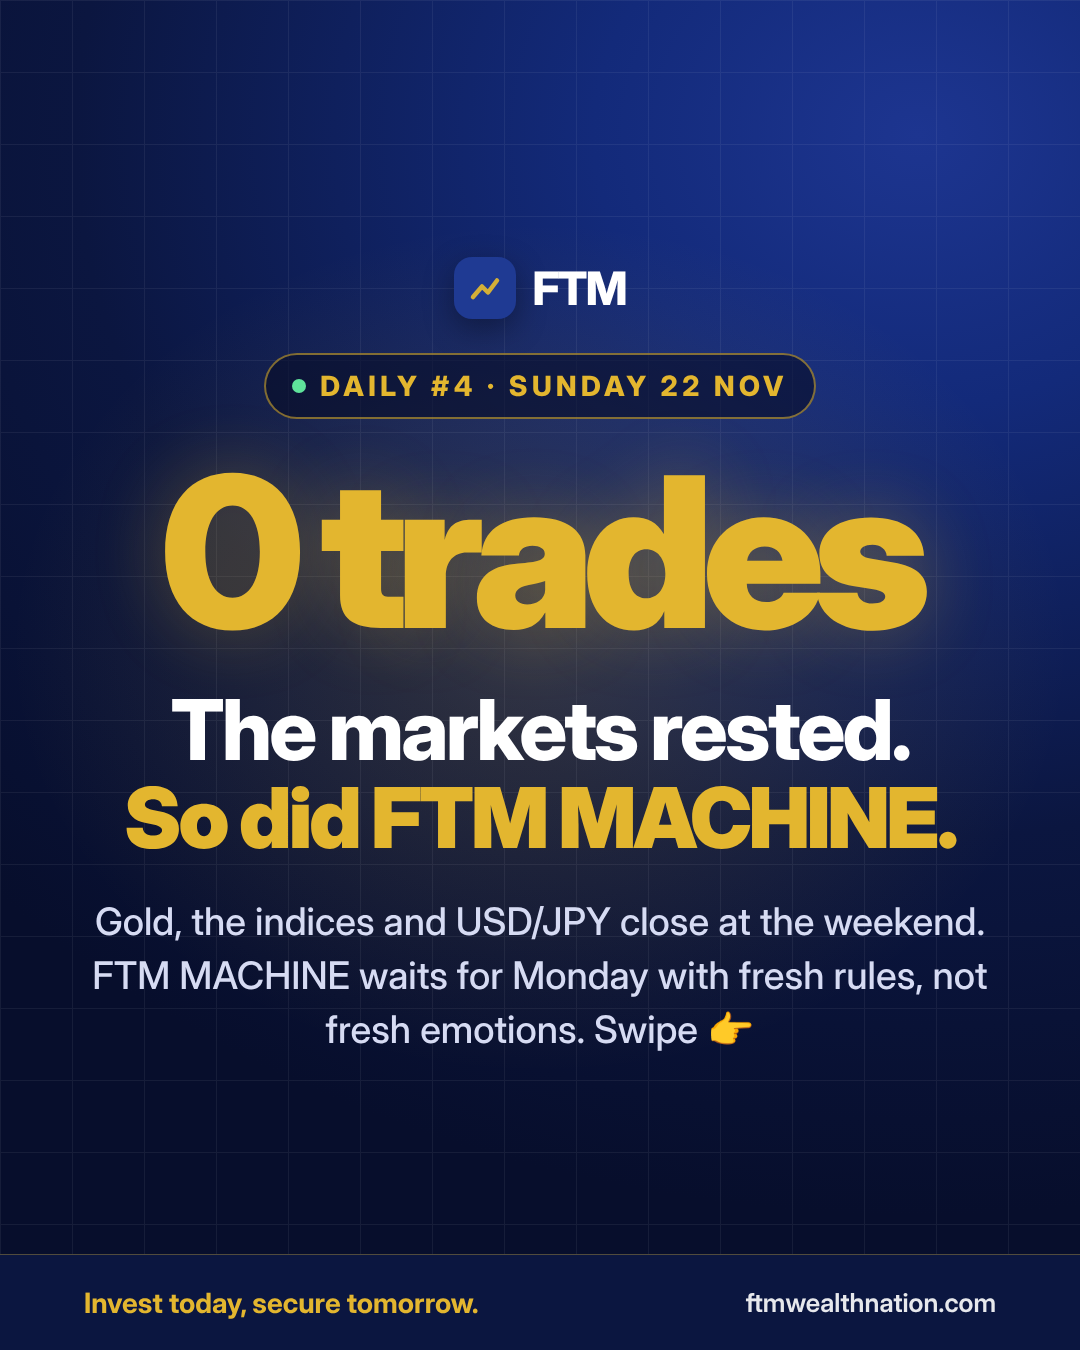 FTM
DAILY #4 · SUNDAY 22 NOV
0 trades
The markets rested.
So did FTM MACHINE.
Gold, the indices and USD/JPY close at the weekend.
FTM MACHINE waits for Monday with fresh rules, not
fresh emotions. Swipe 👉
Invest today, secure tomorrow.
ftmwealthnation.com